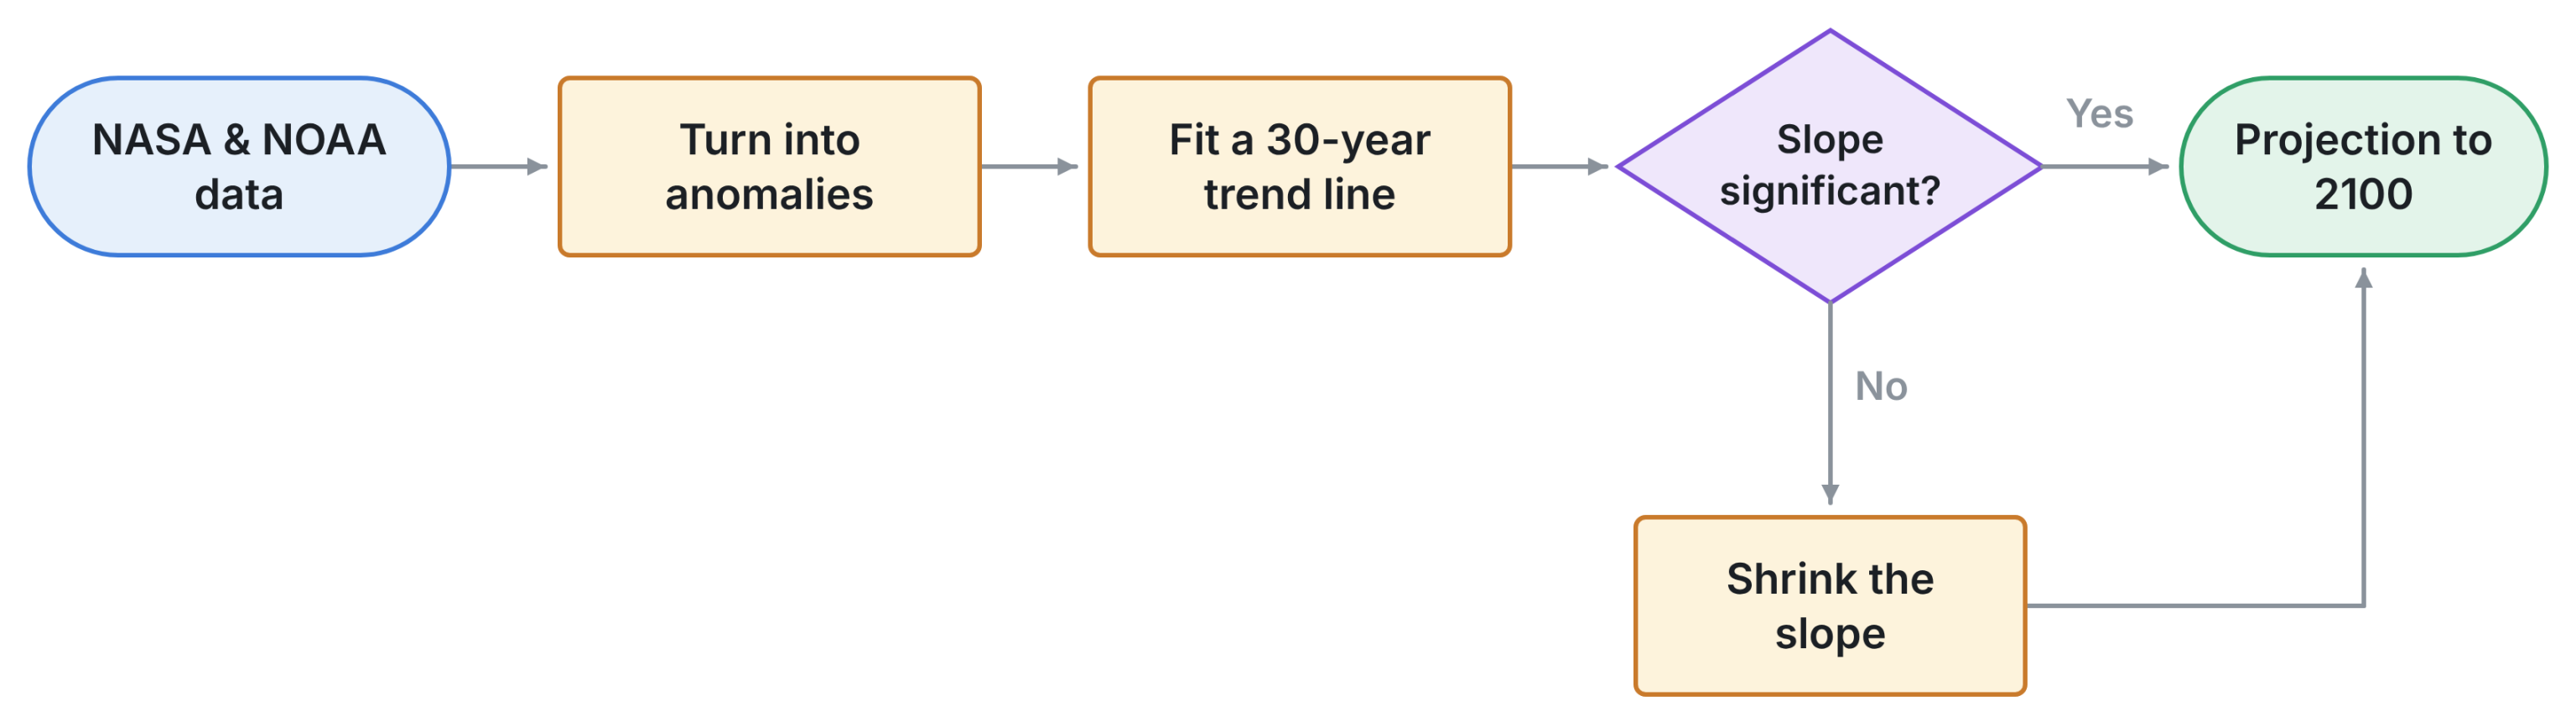 NASA & NOAA
data
Turn into
anomalies
Fit a 30-year
trend line
Slope
significant?
Yes
Projection to
2100
No
Shrink the
slope